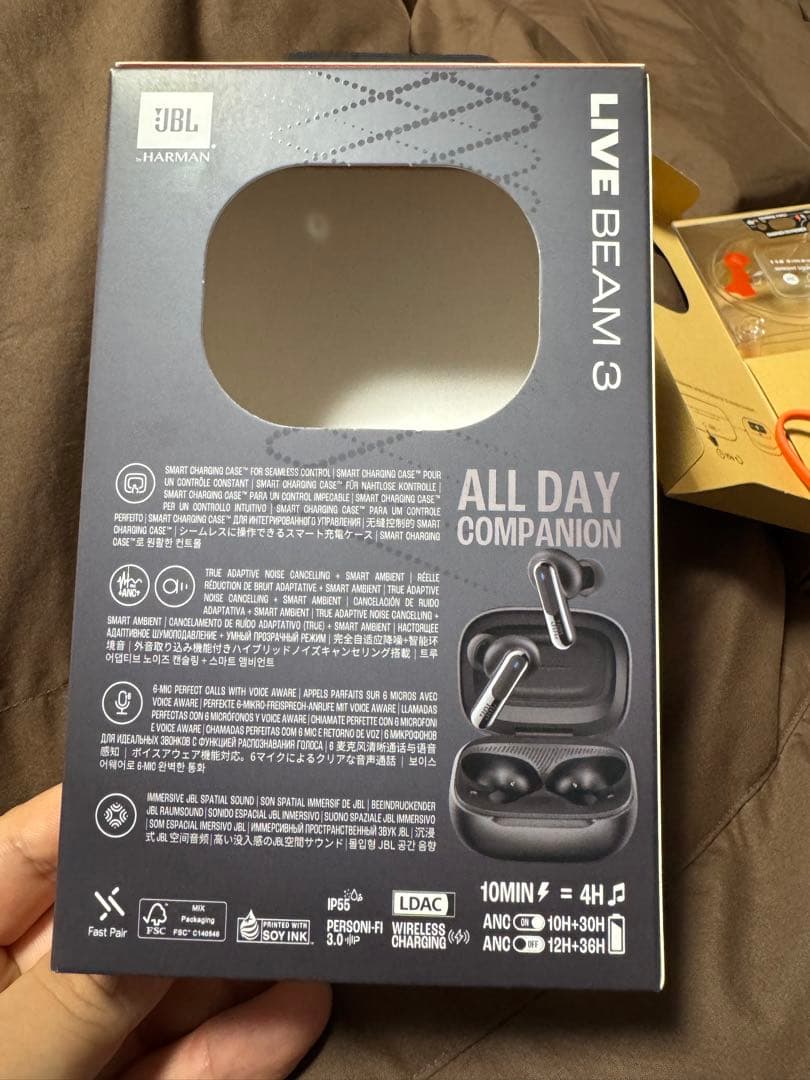 JBL
by HARMAN
LIVE BEAM 3
SMART CHARGING CASE™ FOR SEAMLESS CONTROL | SMART CHARGING CASE™ POUR
UN CONTRÔLE CONSTANT | SMART CHARGING CASE™ FÜR NAHTLOSE KONTROLLE |
SMART CHARGING CASE™ PARA UN CONTROL IMPECABLE | SMART CHARGING CASE™
PER UN CONTROLLO INTUITIVO | SMART CHARGING CASE™ PARA UM CONTROLE
PERFEITO | SMART CHARGING CASE™ ДЛЯ ИНТЕГРИРОВАННОГО УПРАВЛЕНИЯ | 无缝控制的 SMART
CHARGING CASE™ | シームレスに操作できるスマート充電ケース | SMART CHARGING
CASE™로 원활한 컨트롤
ALL DAY
COMPANION
+ANC+
TRUE ADAPTIVE NOISE CANCELLING + SMART AMBIENT | RÉELLE
RÉDUCTION DE BRUIT ADAPTATIVE + SMART AMBIENT | TRUE ADAPTIVE
NOISE CANCELLING + SMART AMBIENT | CANCELACIÓN DE RUIDO
ADAPTATIVA + SMART AMBIENT | TRUE ADAPTIVE NOISE CANCELLING +
SMART AMBIENT | CANCELAMENTO DE RUÍDO ADAPTATIVO (TRUE) + SMART AMBIENT | НАСТОЯЩЕЕ
АДАПТИВНОЕ ШУМОПОДАВЛЕНИЕ + УМНЫЙ ПРОЗРАЧНЫЙ РЕЖИМ | 完全自适应降噪+智能环
境音 | 外音取り込み機能付きハイブリッドノイズキャンセリング搭載 | 트루
어댑티브 노이즈 캔슬링 + 스마트 앰비언트
6-MIC PERFECT CALLS WITH VOICE AWARE | APPELS PARFAITS SUR 6 MICROS AVEC
VOICE AWARE | PERFEKTE 6-MIKRO-FREISPRECH-ANRUFE MIT VOICE AWARE | LLAMADAS
PERFECTAS CON 6 MICRÓFONOS Y VOICE AWARE | CHIAMATE PERFETTE CON 6 MICROFONI
E VOICE AWARE | CHAMADAS PERFEITAS COM 6 MIC E RETORNO DE VOZ | 6 МИКРОФОНОВ
ДЛЯ ИДЕАЛЬНЫХ ЗВОНКОВ С ФУНКЦИЕЙ РАСПОЗНАВАНИЯ ГОЛОСА | 6 麦克风清晰通话与语音
感知 | ボイスアウェア機能対応。6マイクによるクリアな音声通話 | 보이스
어웨어로 6-MIC 완벽한 통화
IMMERSIVE JBL SPATIAL SOUND | SON SPATIAL IMMERSIF DE JBL | BEEINDRUCKENDER
JBL RAUMSOUND | SONIDO ESPACIAL JBL INMERSIVO | SUONO SPAZIALE JBL IMMERSIVO
| SOM ESPACIAL IMERSIVO JBL | ИММЕРСИВНЫЙ ПРОСТРАНСТВЕННЫЙ ЗВУК JBL | 沉浸
式 JBL 空间音频 | 高い没入感のJBL空間サウンド | 몰입형 JBL 공간 음향
Fast Pair
FSC
MIX
Packaging
FSC™ C140546
PRINTED WITH
SOY INK
IP55
PERSONI-FI
3.0
LDAC
WIRELESS
CHARGING
10MIN = 4H
ANC ON 10H+30H
ANC OFF 12H+36H